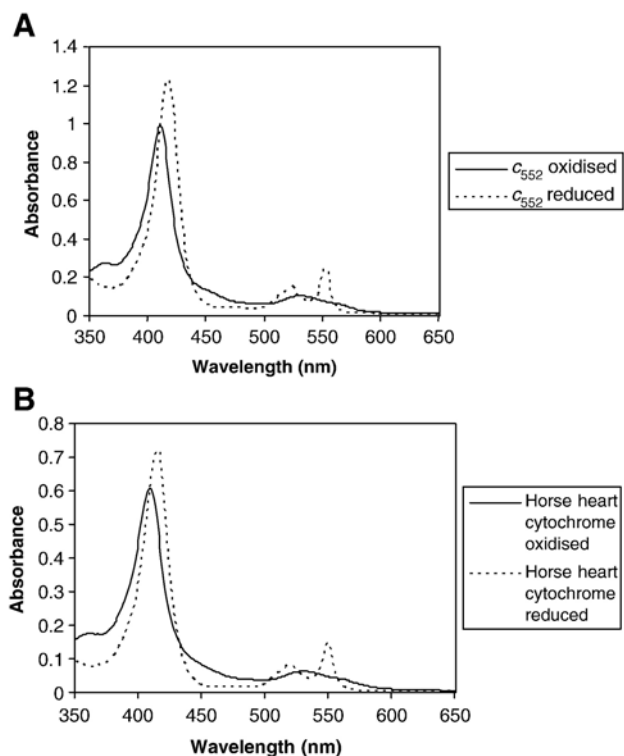 A
1.4
1.2
1
0.8
0.6
0.4
0.2
0
Absorbance
350 400 450 500 550 600 650
Wavelength (nm)
c552 oxidised
c552 reduced
B
0.8
0.7
0.6
0.5
0.4
0.3
0.2
0.1
0
Absorbance
350 400 450 500 550 600 650
Wavelength (nm)
Horse heart
cytochrome
oxidised
Horse heart
cytochrome
reduced